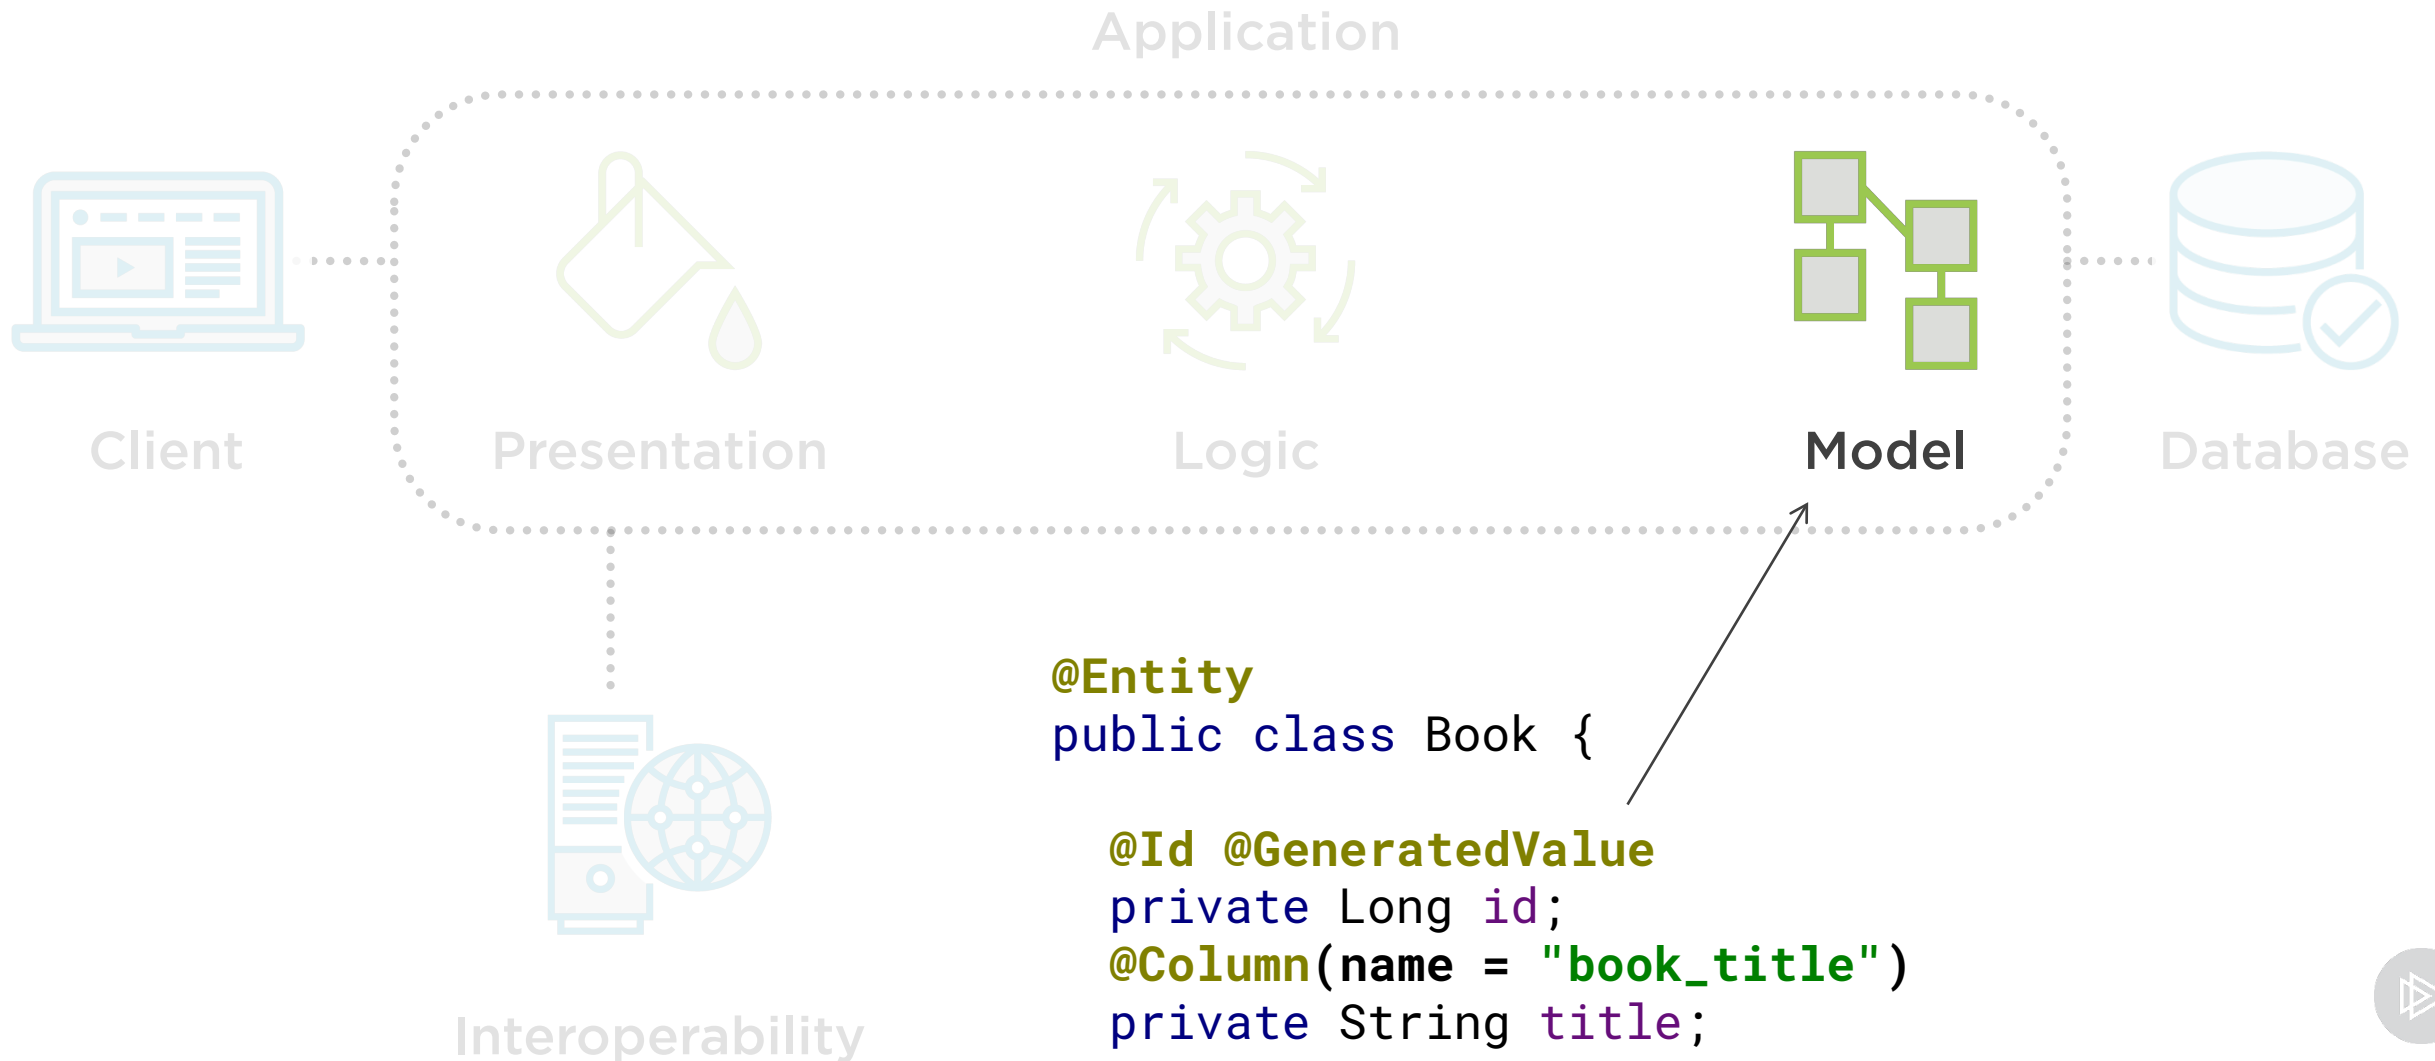 Application
Client
Presentation
Logic
Model
Database
Interoperability
@Entity
public class Book {
@Id @GeneratedValue
private Long id;
@Column(name = "book_title")
private String title;